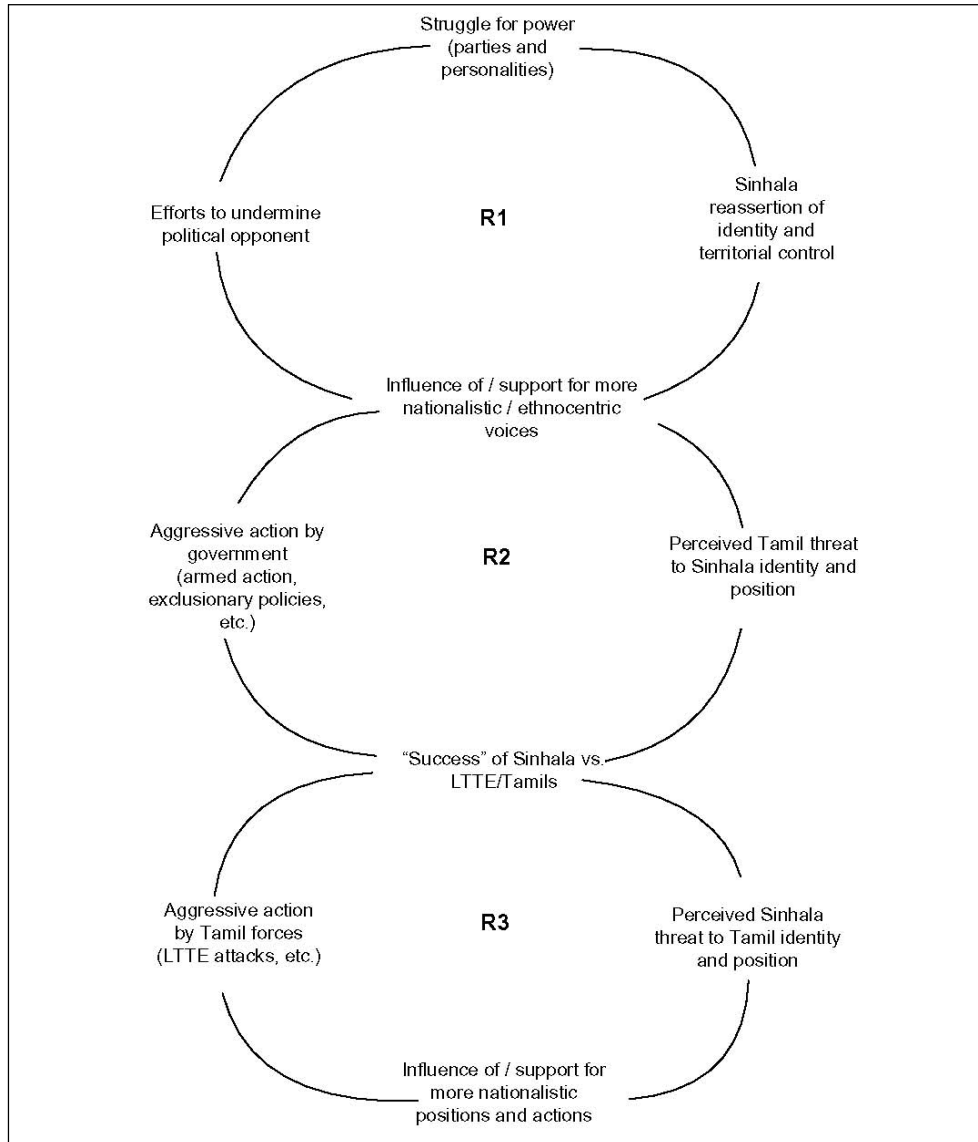 Struggle for power
(parties and
personalities)
Efforts to undermine
political opponent
R1
Sinhala
reassertion of
identity and
territorial control
Influence of / support for more
nationalistic / ethnocentric
voices
Aggressive action by
government
(armed action,
exclusionary policies,
etc.)
R2
Perceived Tamil threat
to Sinhala identity and
position
“Success” of Sinhala vs.
LTTE/Tamils
Aggressive action
by Tamil forces
(LTTE attacks, etc.)
R3
Perceived Sinhala
threat to Tamil identity
and position
Influence of / support for
more nationalistic
positions and actions